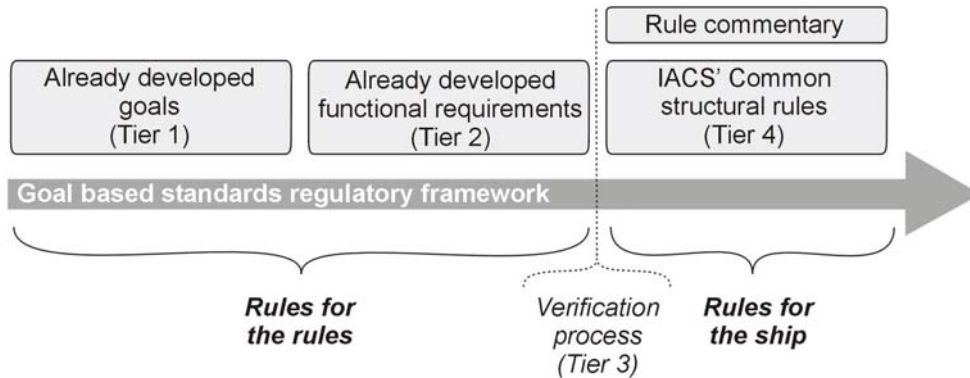 Rule commentary
Already developed
goals
(Tier 1)
Already developed
functional requirements
(Tier 2)
IACS' Common
structural rules
(Tier 4)
Goal based standards regulatory framework
Rules for
the rules
Verification
process
(Tier 3)
Rules for
the ship